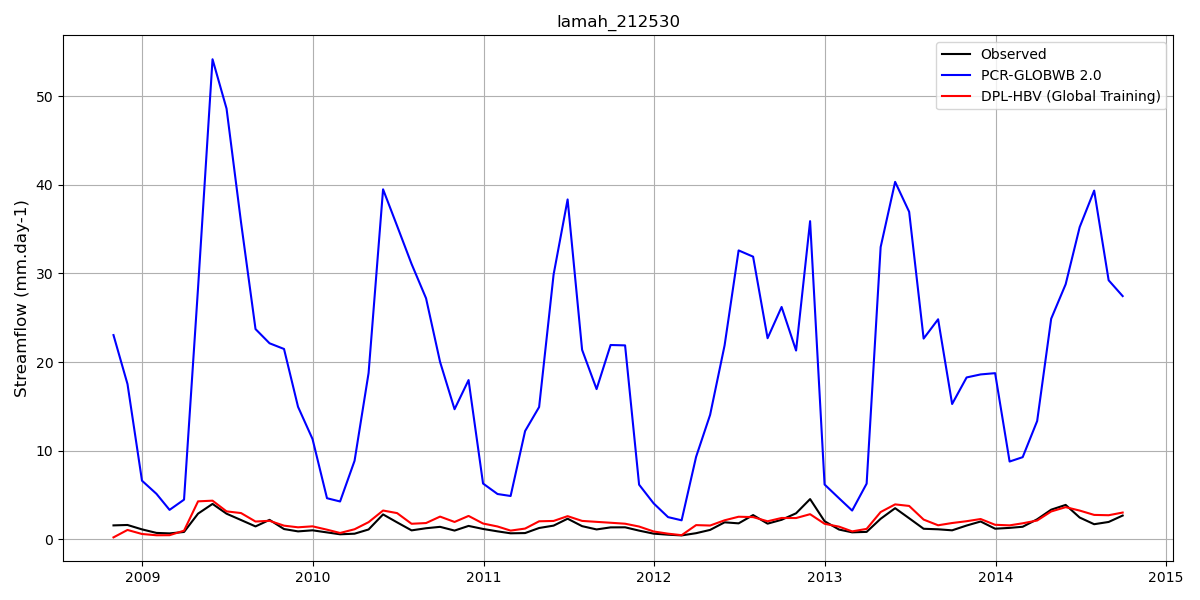 lamah_212530
Observed
PCR-GLOBWB 2.0
DPL-HBV (Global Training)
Streamflow (mm.day-1)
50
40
30
20
10
0
2009 2010 2011 2012 2013 2014 2015